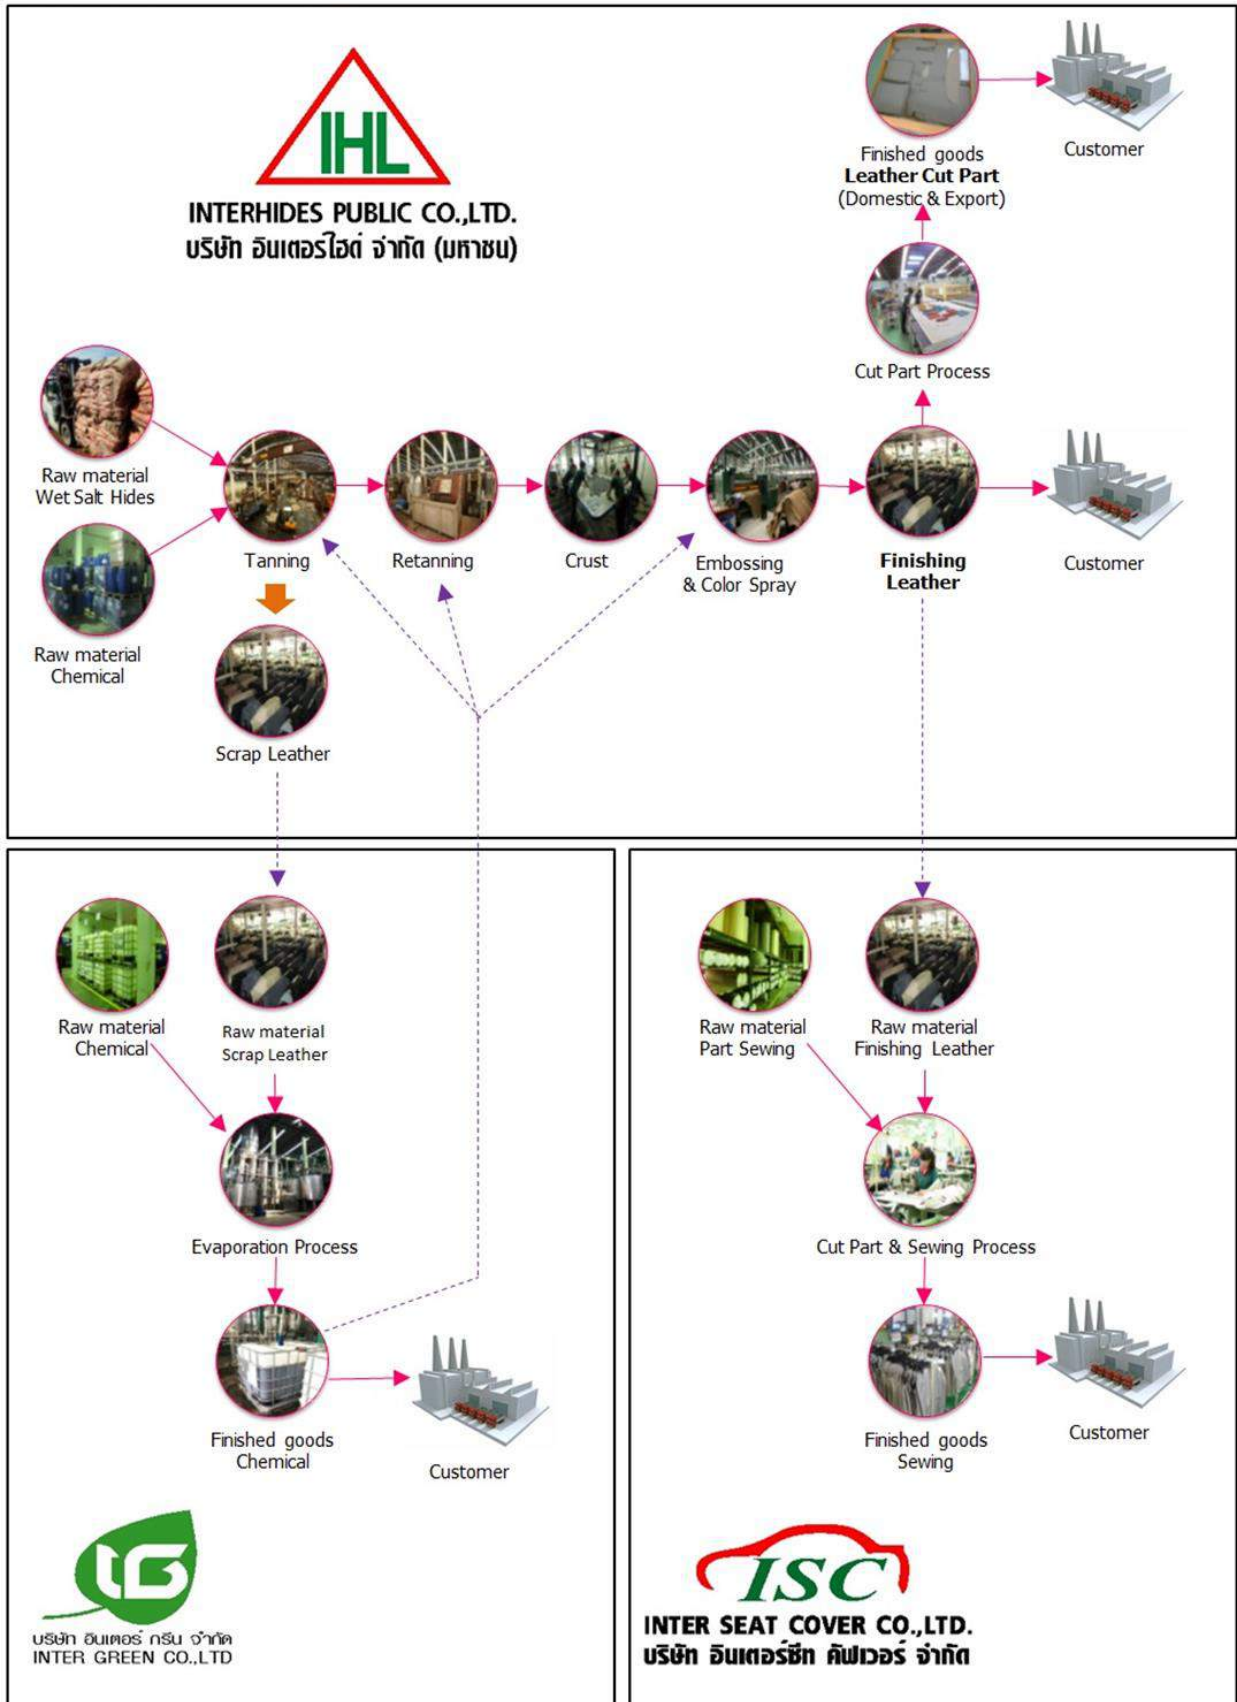 IHL
INTERHIDES PUBLIC CO.,LTD.
บริษัท อินเตอร์ไฮด์ จำกัด (มหาชน)
Finished goods
Leather Cut Part
(Domestic & Export)
Customer
Cut Part Process
Raw material
Wet Salt Hides
Raw material
Chemical
Tanning
Retanning
Crust
Embossing
& Color Spray
Finishing
Leather
Customer
Scrap Leather
Raw material
Chemical
Raw material
Scrap Leather
Evaporation Process
Finished goods
Chemical
Customer
IG
บริษัท อินเตอร์ กรีน จำกัด
INTER GREEN CO.,LTD
Raw material
Part Sewing
Raw material
Finishing Leather
Cut Part & Sewing Process
Finished goods
Sewing
Customer
ISC
INTER SEAT COVER CO.,LTD.
บริษัท อินเตอร์ซีท คัฟเวอร์ จำกัด